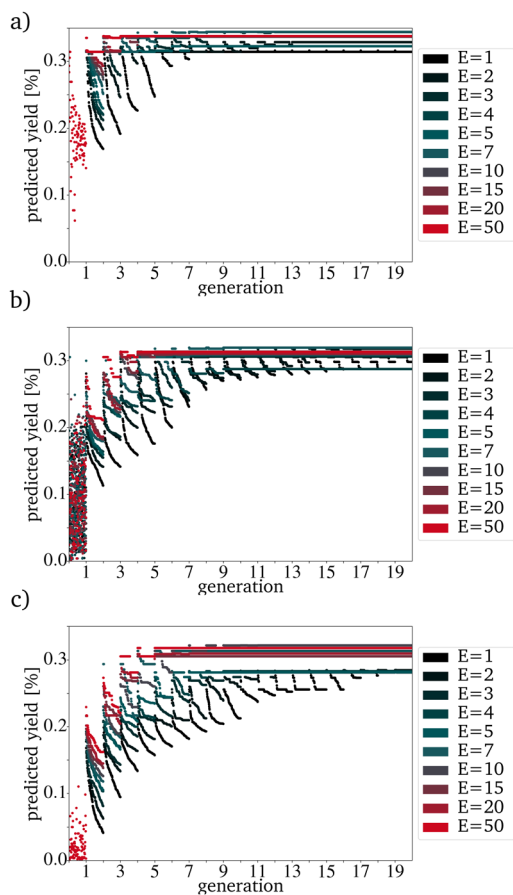 a)
predicted yield [%]
0.3
0.2
0.1
0.0
1 3 5 7 9 11 13 15 17 19
generation
E=1
E=2
E=3
E=4
E=5
E=7
E=10
E=15
E=20
E=50
b)
predicted yield [%]
0.3
0.2
0.1
0.0
1 3 5 7 9 11 13 15 17 19
generation
E=1
E=2
E=3
E=4
E=5
E=7
E=10
E=15
E=20
E=50
c)
predicted yield [%]
0.3
0.2
0.1
0.0
1 3 5 7 9 11 13 15 17 19
generation
E=1
E=2
E=3
E=4
E=5
E=7
E=10
E=15
E=20
E=50